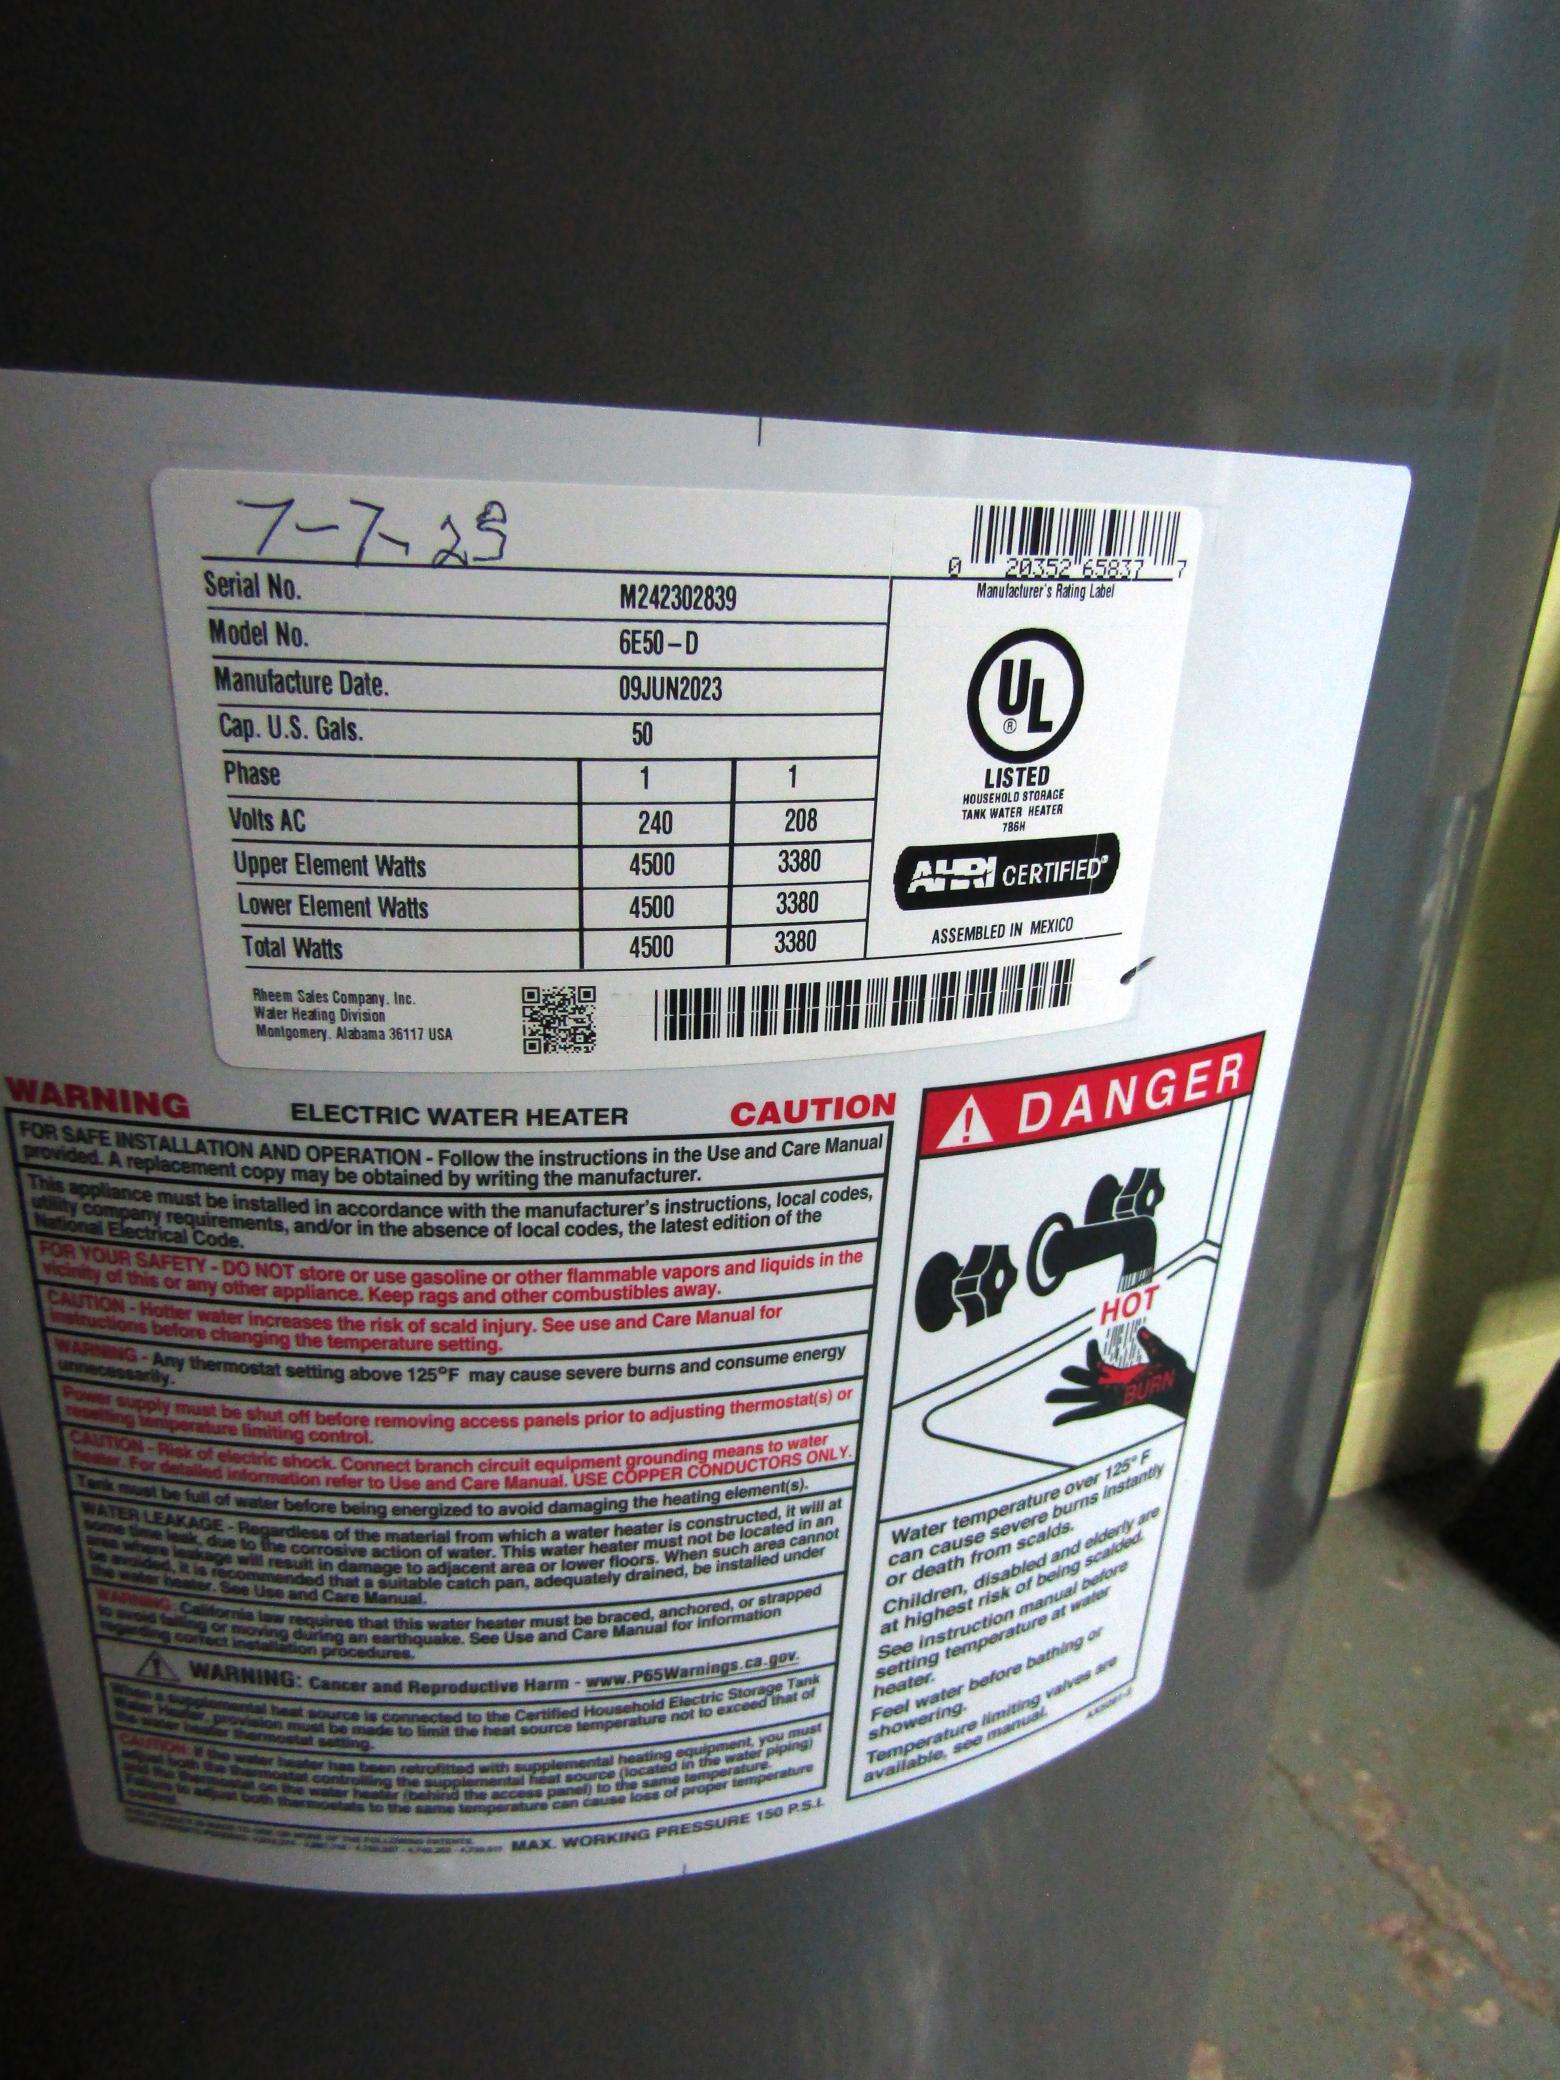 7-7-23
0 20352 65837 7
Manufacturer's Rating Label
Serial No. M242302839
Model No. 6E50-D
Manufacture Date. 09JUN2023
Cap. U.S. Gals. 50
Phase 1 1
Volts AC 240 208
Upper Element Watts 4500 3380
Lower Element Watts 4500 3380
Total Watts 4500 3380
UL
®
LISTED
HOUSEHOLD STORAGE
TANK WATER HEATER
786H
AHRI CERTIFIED®
ASSEMBLED IN MEXICO
Rheem Sales Company, Inc.
Water Heating Division
Montgomery, Alabama 36117 USA
WARNING ELECTRIC WATER HEATER CAUTION
FOR SAFE INSTALLATION AND OPERATION - Follow the instructions in the Use and Care Manual
provided. A replacement copy may be obtained by writing the manufacturer.
This appliance must be installed in accordance with the manufacturer's instructions, local codes,
utility company requirements, and/or in the absence of local codes, the latest edition of the
National Electrical Code.
FOR YOUR SAFETY - DO NOT store or use gasoline or other flammable vapors and liquids in the
vicinity of this or any other appliance. Keep rags and other combustibles away.
CAUTION - Hotter water increases the risk of scald injury. See use and Care Manual for
instructions before changing the temperature setting.
WARNING - Any thermostat setting above 125°F may cause severe burns and consume energy
unnecessarily.
Power supply must be shut off before removing access panels prior to adjusting thermostat(s) or
resetting temperature limiting control.
CAUTION - Risk of electric shock. Connect branch circuit equipment grounding means to water
heater. For detailed information refer to Use and Care Manual. USE COPPER CONDUCTORS ONLY.
Tank must be full of water before being energized to avoid damaging the heating element(s).
WATER LEAKAGE - Regardless of the material from which a water heater is constructed, it will at
some time leak, due to the corrosive action of water. This water heater must not be located in an
area where leakage will result in damage to adjacent area or lower floors. When such area cannot
be avoided, it is recommended that a suitable catch pan, adequately drained, be installed under
the water heater. See Use and Care Manual.
WARNING: California law requires that this water heater must be braced, anchored, or strapped
to avoid falling or moving during an earthquake. See Use and Care Manual for information
regarding correct installation procedures.
WARNING: Cancer and Reproductive Harm - www.P65Warnings.ca.gov.
When a supplemental heat source is connected to the Certified Household Electric Storage Tank
Water Heater, provision must be made to limit the heat source temperature not to exceed that of
the water heater thermostat setting.
CAUTION: If the water heater has been retrofitted with supplemental heating equipment, you must
adjust both the thermostat controlling the supplemental heat source (located in the water piping)
and the thermostat on the water heater (behind the access panel) to the same temperature.
Failure to adjust both thermostats to the same temperature can cause loss of proper temperature
control.
MAX. WORKING PRESSURE 150 P.S.I.
DANGER
HOT
BURN
Water temperature over 125° F
can cause severe burns instantly
or death from scalds.
Children, disabled and elderly are
at highest risk of being scalded.
See instruction manual before
setting temperature at water
heater.
Feel water before bathing or
showering.
Temperature limiting valves are
available, see manual.